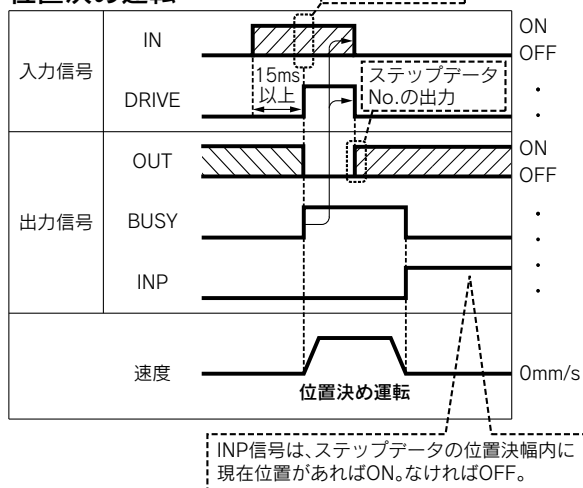 位置決め運転
IN
ON
OFF
入力信号
15ms
以上
ステップデータ
No.の出力
DRIVE
OUT
ON
OFF
出力信号
BUSY
INP
速度
0mm/s
位置決め運転
INP信号は、ステップデータの位置決幅内に
現在位置があればON。なければOFF。